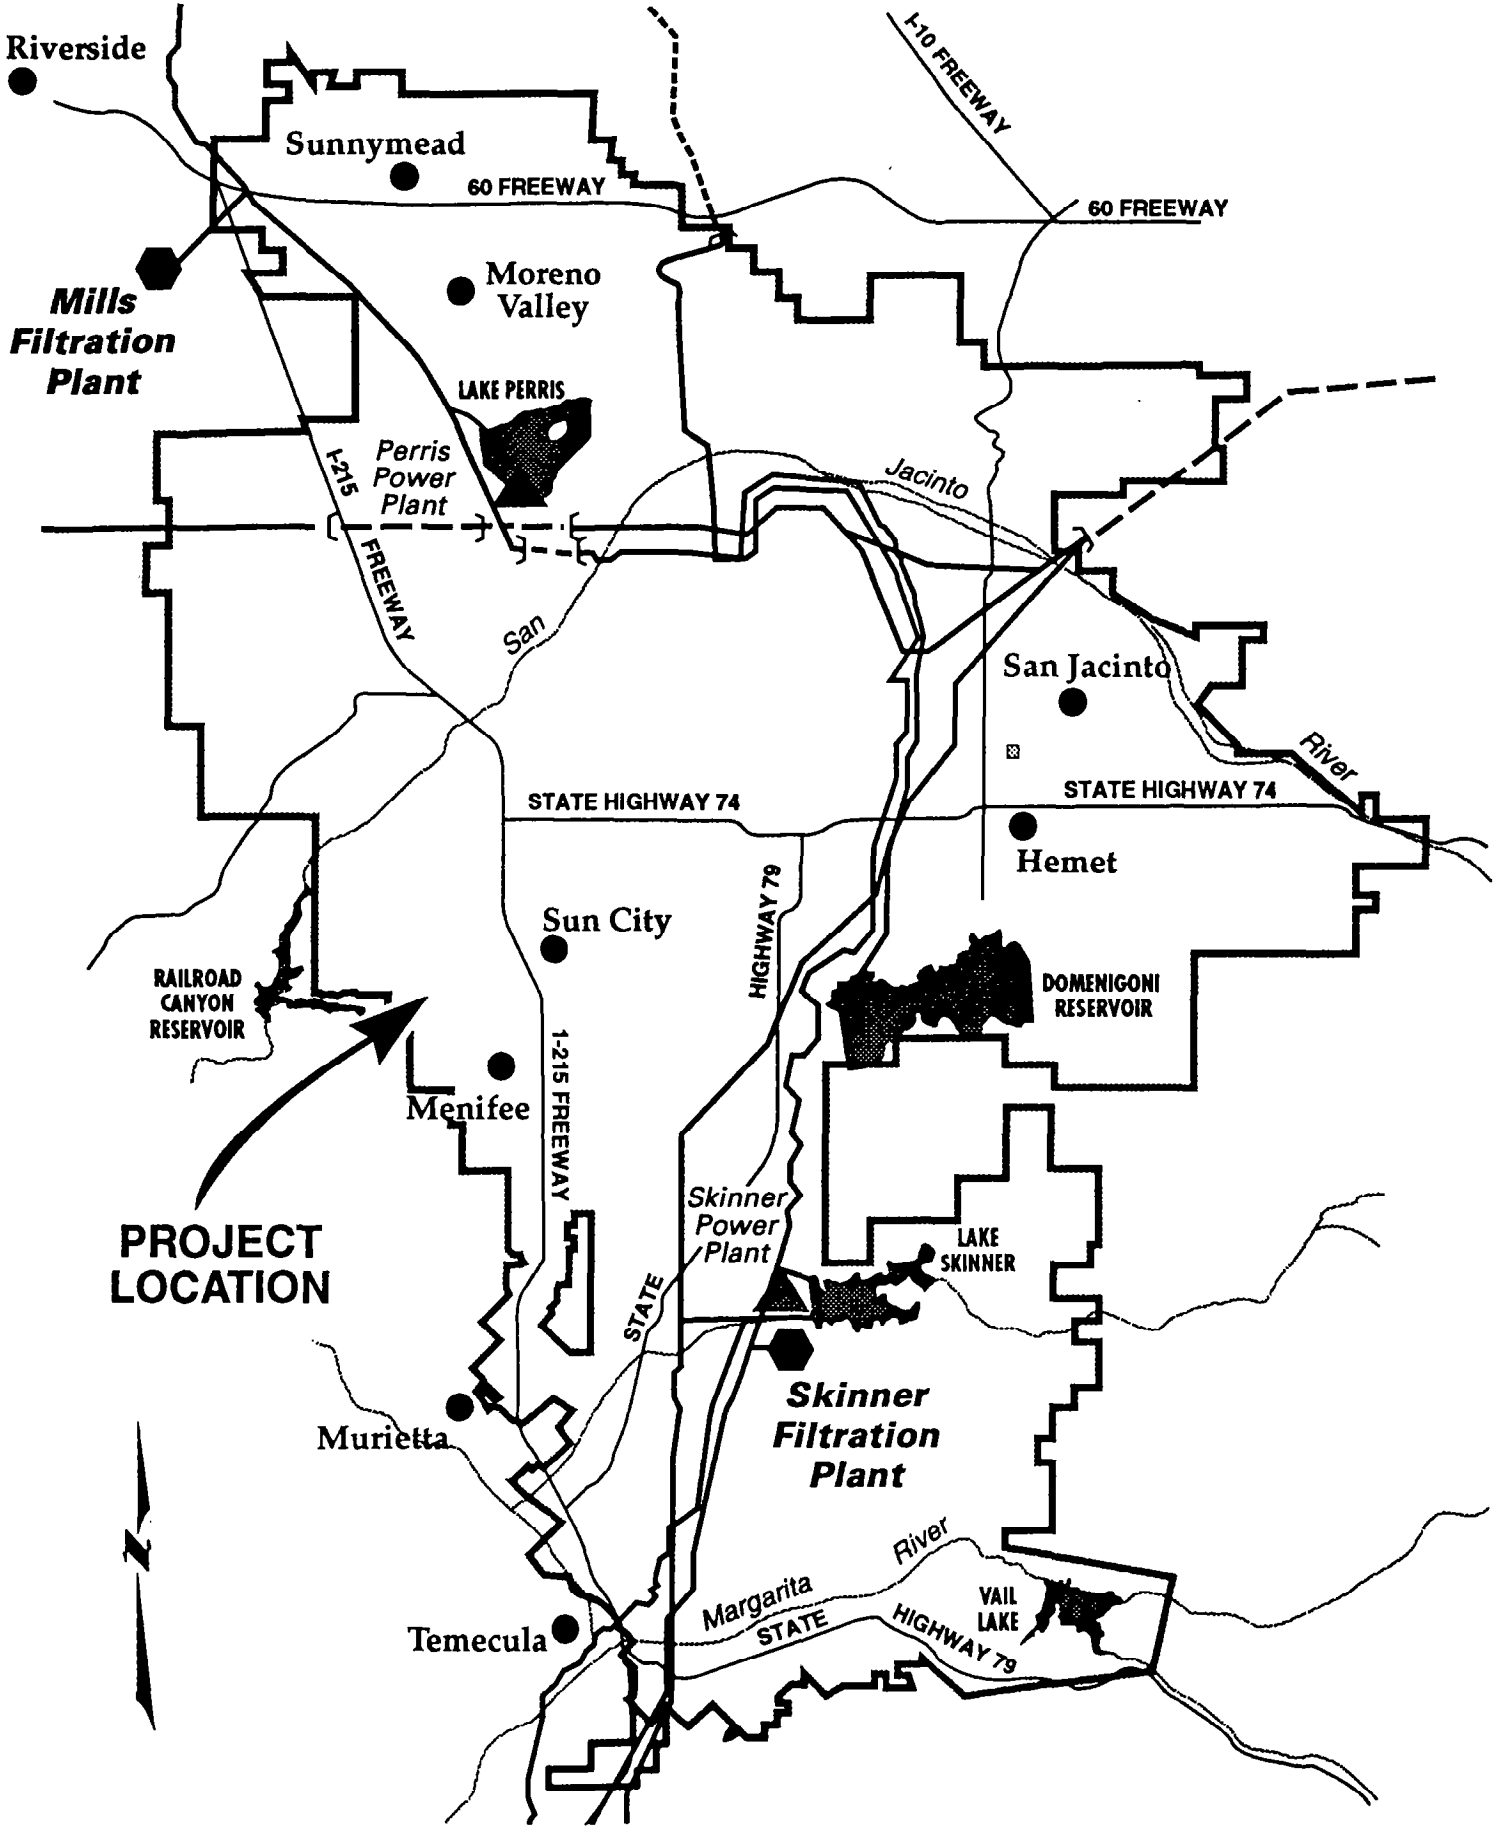 Riverside
I-10 FREEWAY
Sunnymead
60 FREEWAY
60 FREEWAY
Moreno
Valley
Mills
Filtration
Plant
LAKE PERRIS
Perris
Power
Plant
I-215
FREEWAY
Jacinto
San
San Jacinto
River
STATE HIGHWAY 74
STATE HIGHWAY 74
Hemet
HIGHWAY 79
Sun City
RAILROAD
CANYON
RESERVOIR
DOMENIGONI
RESERVOIR
1-215 FREEWAY
Menifee
PROJECT
LOCATION
Skinner
Power
Plant
LAKE
SKINNER
STATE
Skinner
Filtration
Plant
Murietta
N
River
Margarita
STATE
HIGHWAY 79
VAIL
LAKE
Temecula